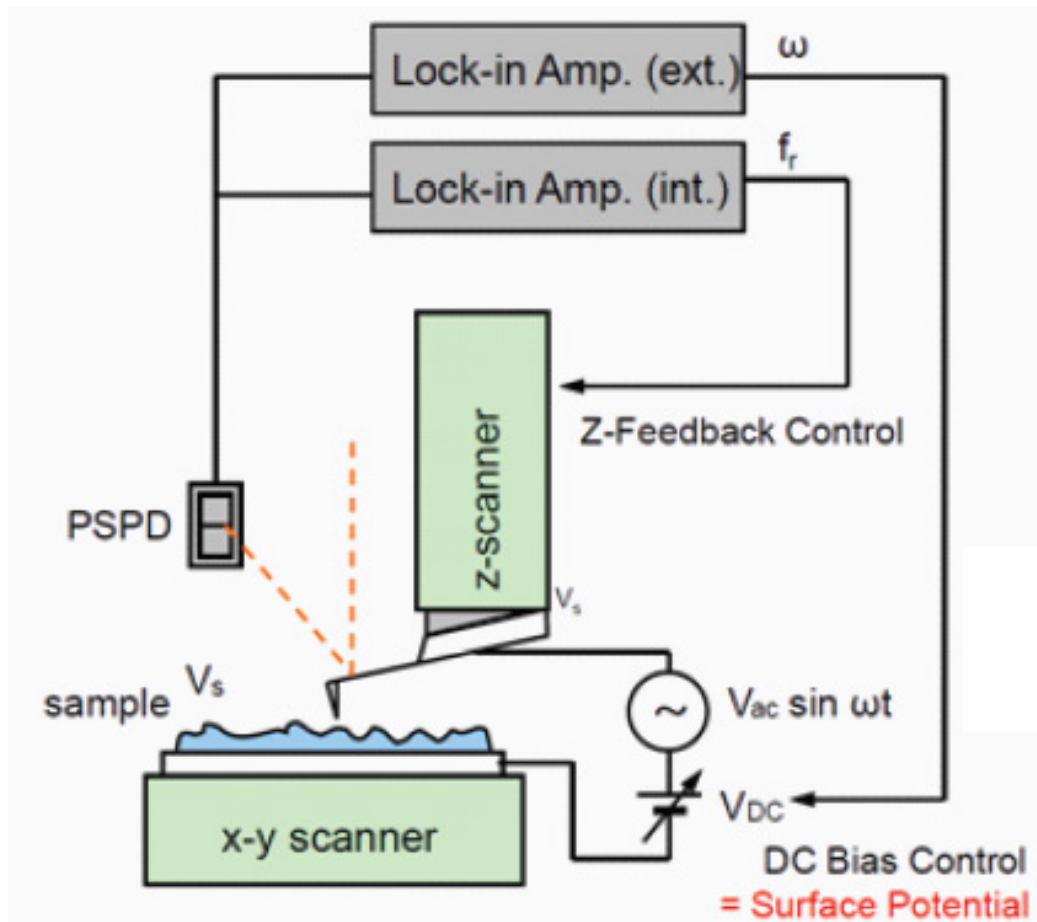 Lock-in Amp. (ext.)
ω
Lock-in Amp. (int.)
fr
z-scanner
Z-Feedback Control
PSPD
Vs
sample
Vs
Vac sin ωt
~
VDC
x-y scanner
DC Bias Control
= Surface Potential